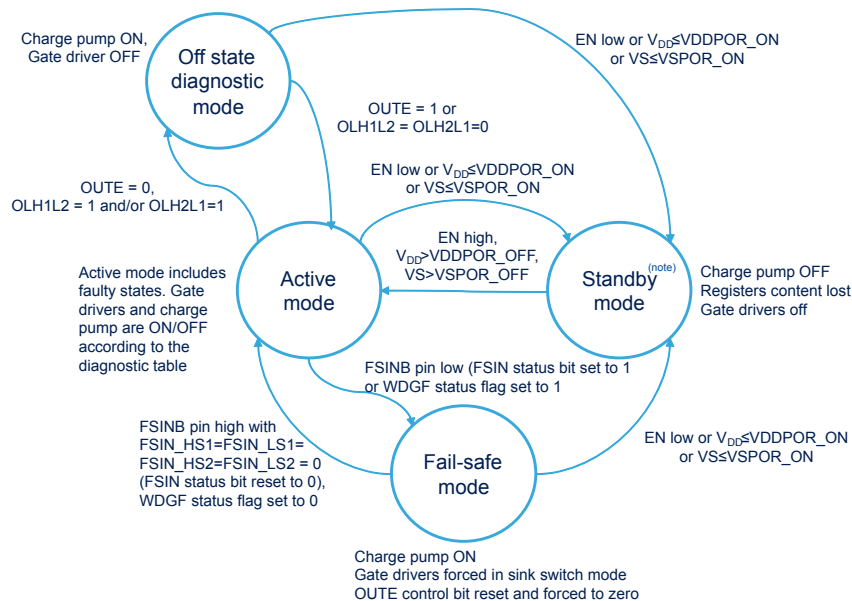 Charge pump ON,
Gate driver OFF
Off state
diagnostic
mode
EN low or VDD≤VDDPOR_ON
or VS≤VSPOR_ON
OUTE = 1 or
OLH1L2 = OLH2L1=0
EN low or VDD≤VDDPOR_ON
or VS≤VSPOR_ON
OUTE = 0,
OLH1L2 = 1 and/or OLH2L1=1
EN high,
VDD>VDDPOR_OFF,
VS>VSPOR_OFF
Active mode includes
faulty states. Gate
drivers and charge
pump are ON/OFF
according to the
diagnostic table
Active
mode
Standby(note)
mode
Charge pump OFF
Registers content lost
Gate drivers off
FSINB pin low (FSIN status bit set to 1
or WDGF status flag set to 1
FSINB pin high with
FSIN_HS1=FSIN_LS1=
FSIN_HS2=FSIN_LS2 = 0
(FSIN status bit reset to 0),
WDGF status flag set to 0
Fail-safe
mode
EN low or VDD≤VDDPOR_ON
or VS≤VSPOR_ON
Charge pump ON
Gate drivers forced in sink switch mode
OUTE control bit reset and forced to zero